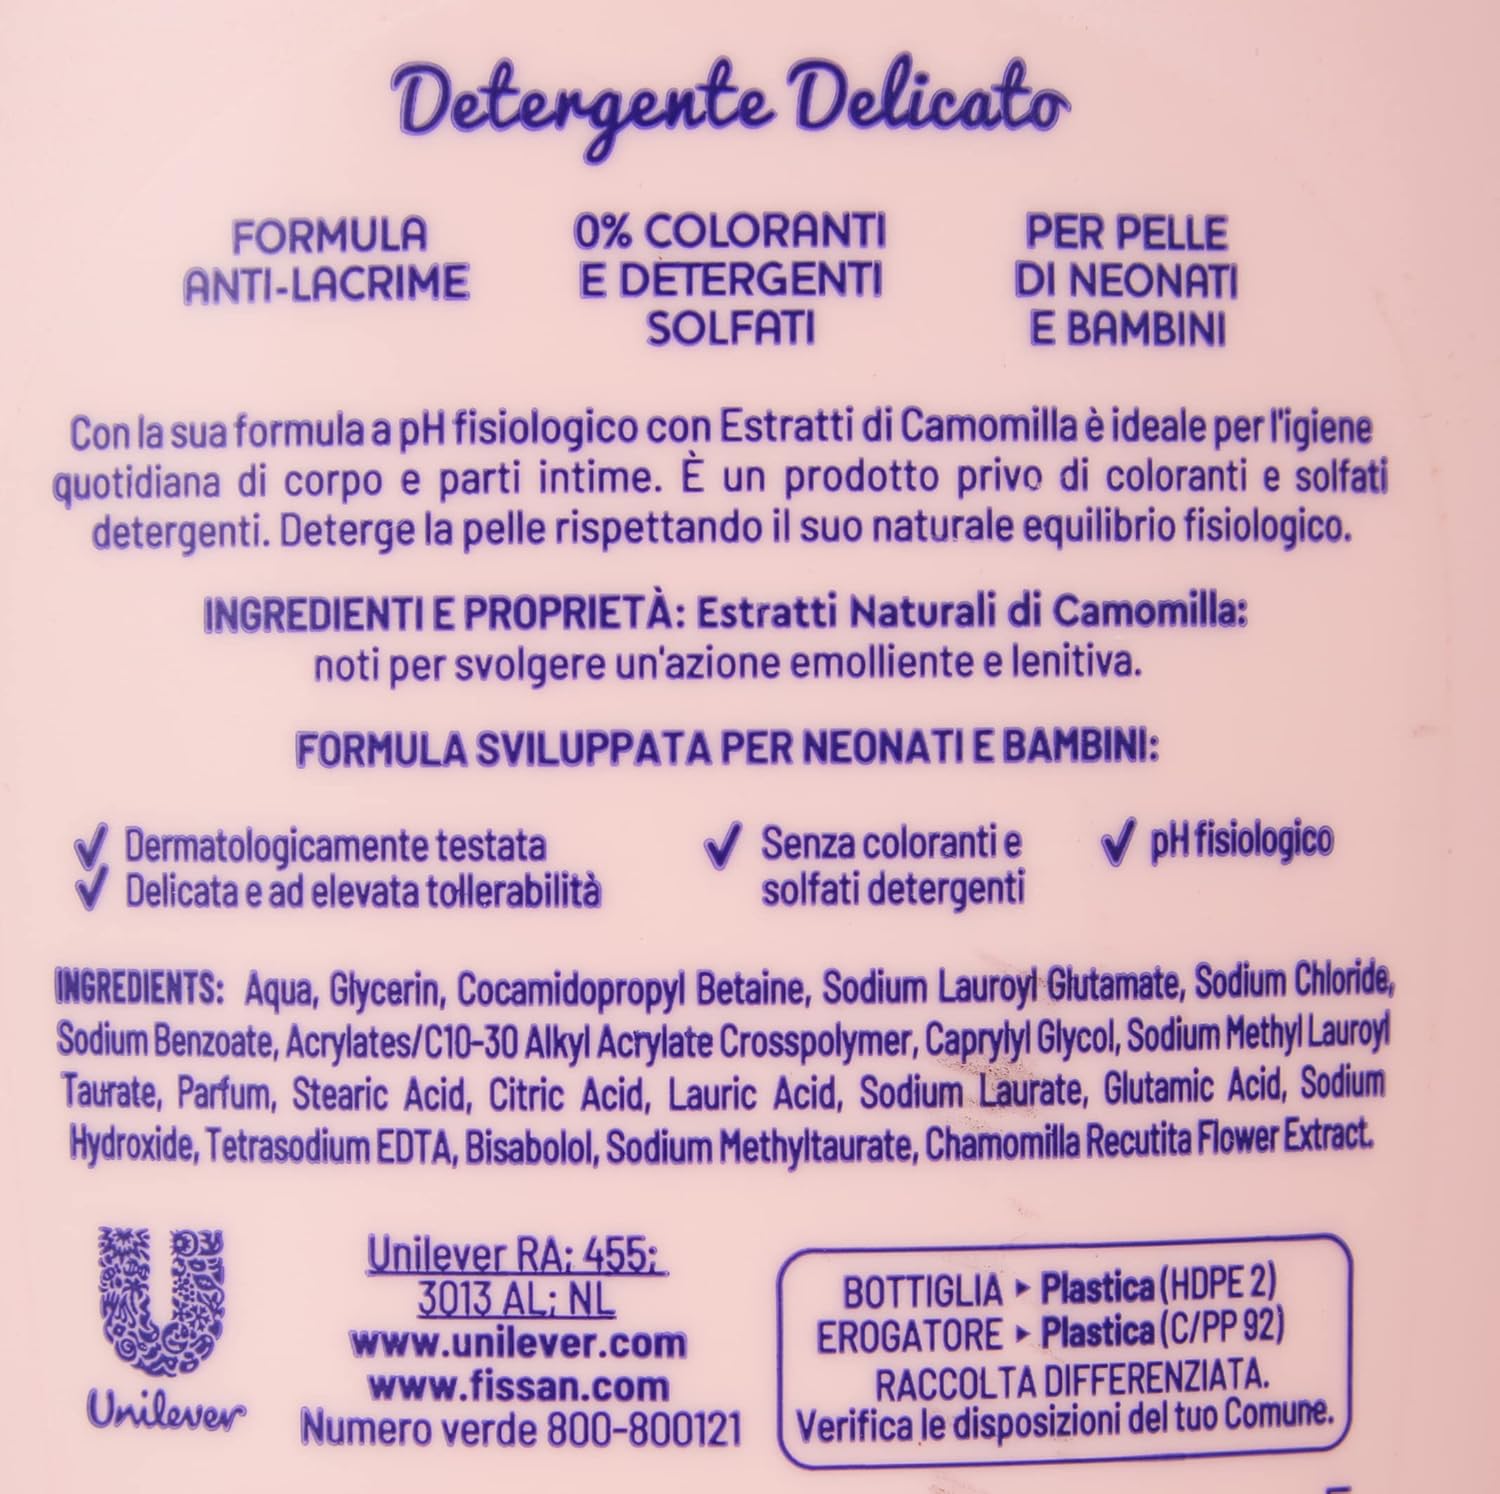 Detergente Delicato
FORMULA
ANTI-LACRIME
0% COLORANTI
E DETERGENTI
SOLFATI
PER PELLE
DI NEONATI
E BAMBINI
Con la sua formula a pH fisiologico con Estratti di Camomilla è ideale per l'igiene
quotidiana di corpo e parti intime. È un prodotto privo di coloranti e solfati
detergenti. Deterge la pelle rispettando il suo naturale equilibrio fisiologico.
INGREDIENTI E PROPRIETÀ: Estratti Naturali di Camomilla:
noti per svolgere un'azione emolliente e lenitiva.
FORMULA SVILUPPATA PER NEONATI E BAMBINI:
✓ Dermatologicamente testata
✓ Delicata e ad elevata tollerabilità
✓ Senza coloranti e
solfati detergenti
✓ pH fisiologico
INGREDIENTS: Aqua, Glycerin, Cocamidopropyl Betaine, Sodium Lauroyl Glutamate, Sodium Chloride,
Sodium Benzoate, Acrylates/C10-30 Alkyl Acrylate Crosspolymer, Caprylyl Glycol, Sodium Methyl Lauroyl
Taurate, Parfum, Stearic Acid, Citric Acid, Lauric Acid, Sodium Laurate, Glutamic Acid, Sodium
Hydroxide, Tetrasodium EDTA, Bisabolol, Sodium Methyltaurate, Chamomilla Recutita Flower Extract.
Unilever
Unilever RA; 455;
3013 AL; NL
www.unilever.com
www.fissan.com
Numero verde 800-800121
BOTTIGLIA ▸ Plastica (HDPE 2)
EROGATORE ▸ Plastica (C/PP 92)
RACCOLTA DIFFERENZIATA.
Verifica le disposizioni del tuo Comune.